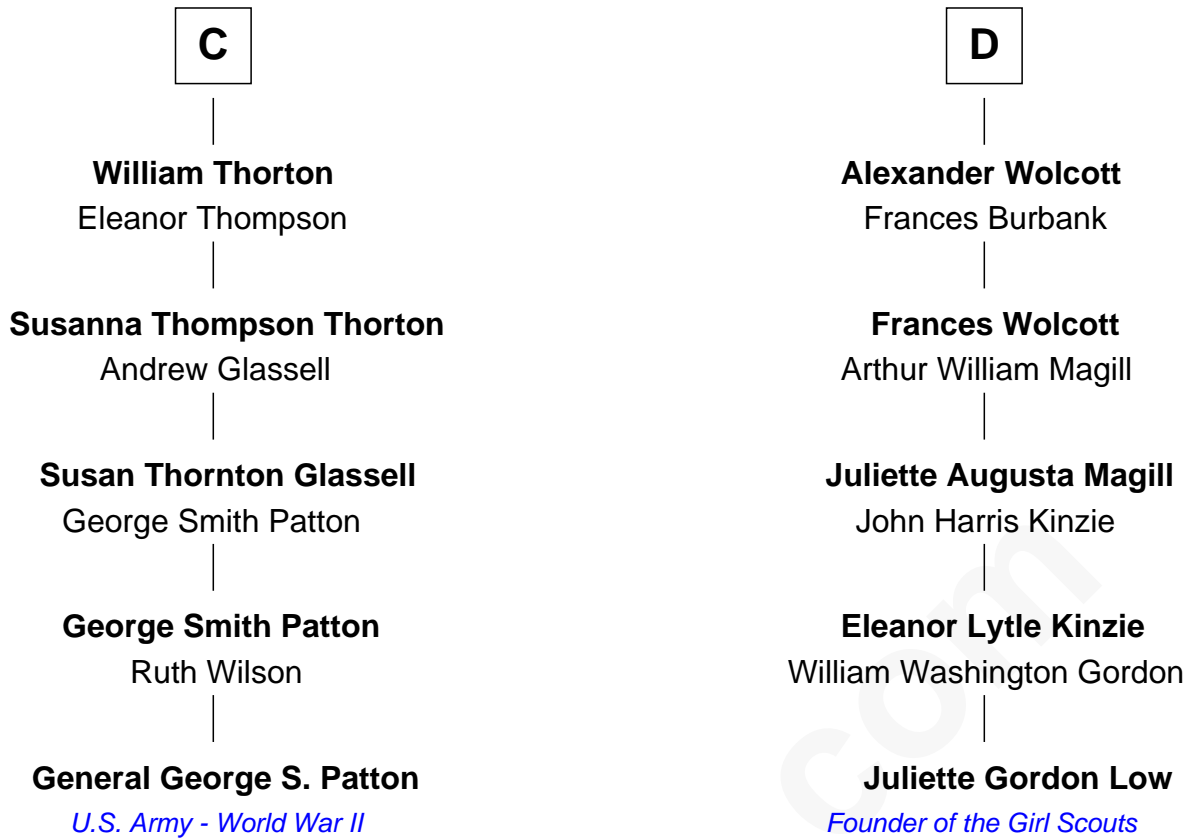 C
William Thorton
Eleanor Thompson
Susanna Thompson Thorton
Andrew Glassell
Susan Thornton Glassell
George Smith Patton
George Smith Patton
Ruth Wilson
General George S. Patton
U.S. Army - World War II
D
Alexander Wolcott
Frances Burbank
Frances Wolcott
Arthur William Magill
Juliette Augusta Magill
John Harris Kinzie
Eleanor Lytle Kinzie
William Washington Gordon
Juliette Gordon Low
Founder of the Girl Scouts
com